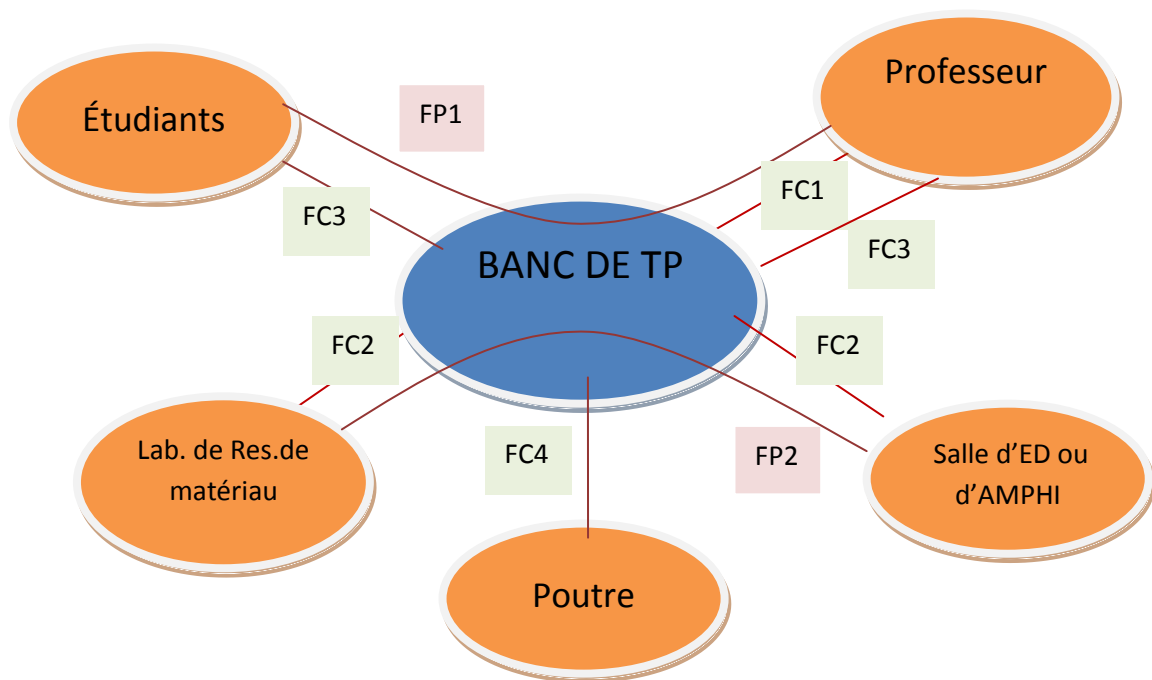 Professeur
Étudiants
FP1
FC1
FC3
FC3
BANC DE TP
FC2
FC2
Lab. de Res.de
matëriau
FC4
FP2
Salle d’ED ou
d’AMPHI
Poutre